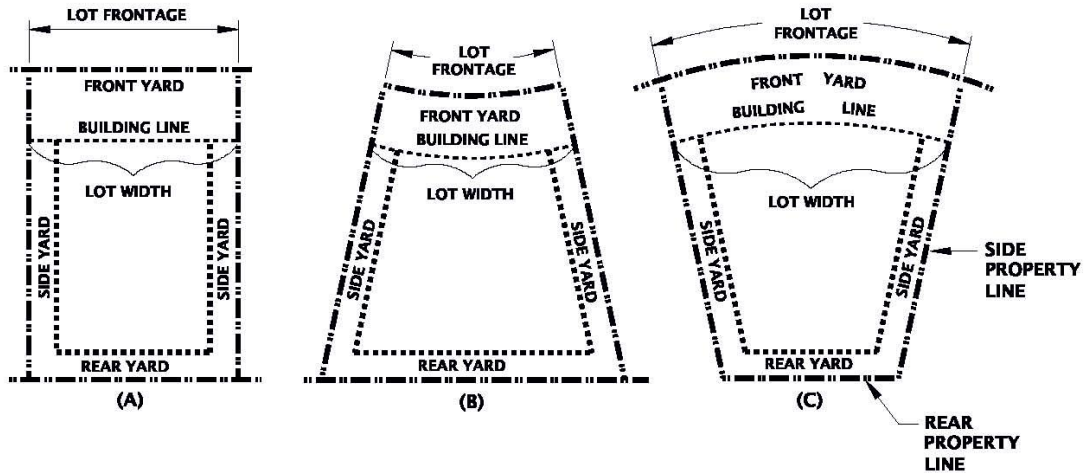 LOT FRONTAGE
FRONT YARD
BUILDING LINE
LOT WIDTH
SIDE YARD
SIDE YARD
REAR YARD
(A)
LOT
FRONTAGE
FRONT YARD
BUILDING LINE
LOT WIDTH
SIDE YARD
SIDE YARD
REAR YARD
(B)
LOT
FRONTAGE
FRONT YARD
BUILDING LINE
LOT WIDTH
SIDE YARD
SIDE YARD
REAR YARD
(C)
SIDE
PROPERTY
LINE
REAR
PROPERTY
LINE